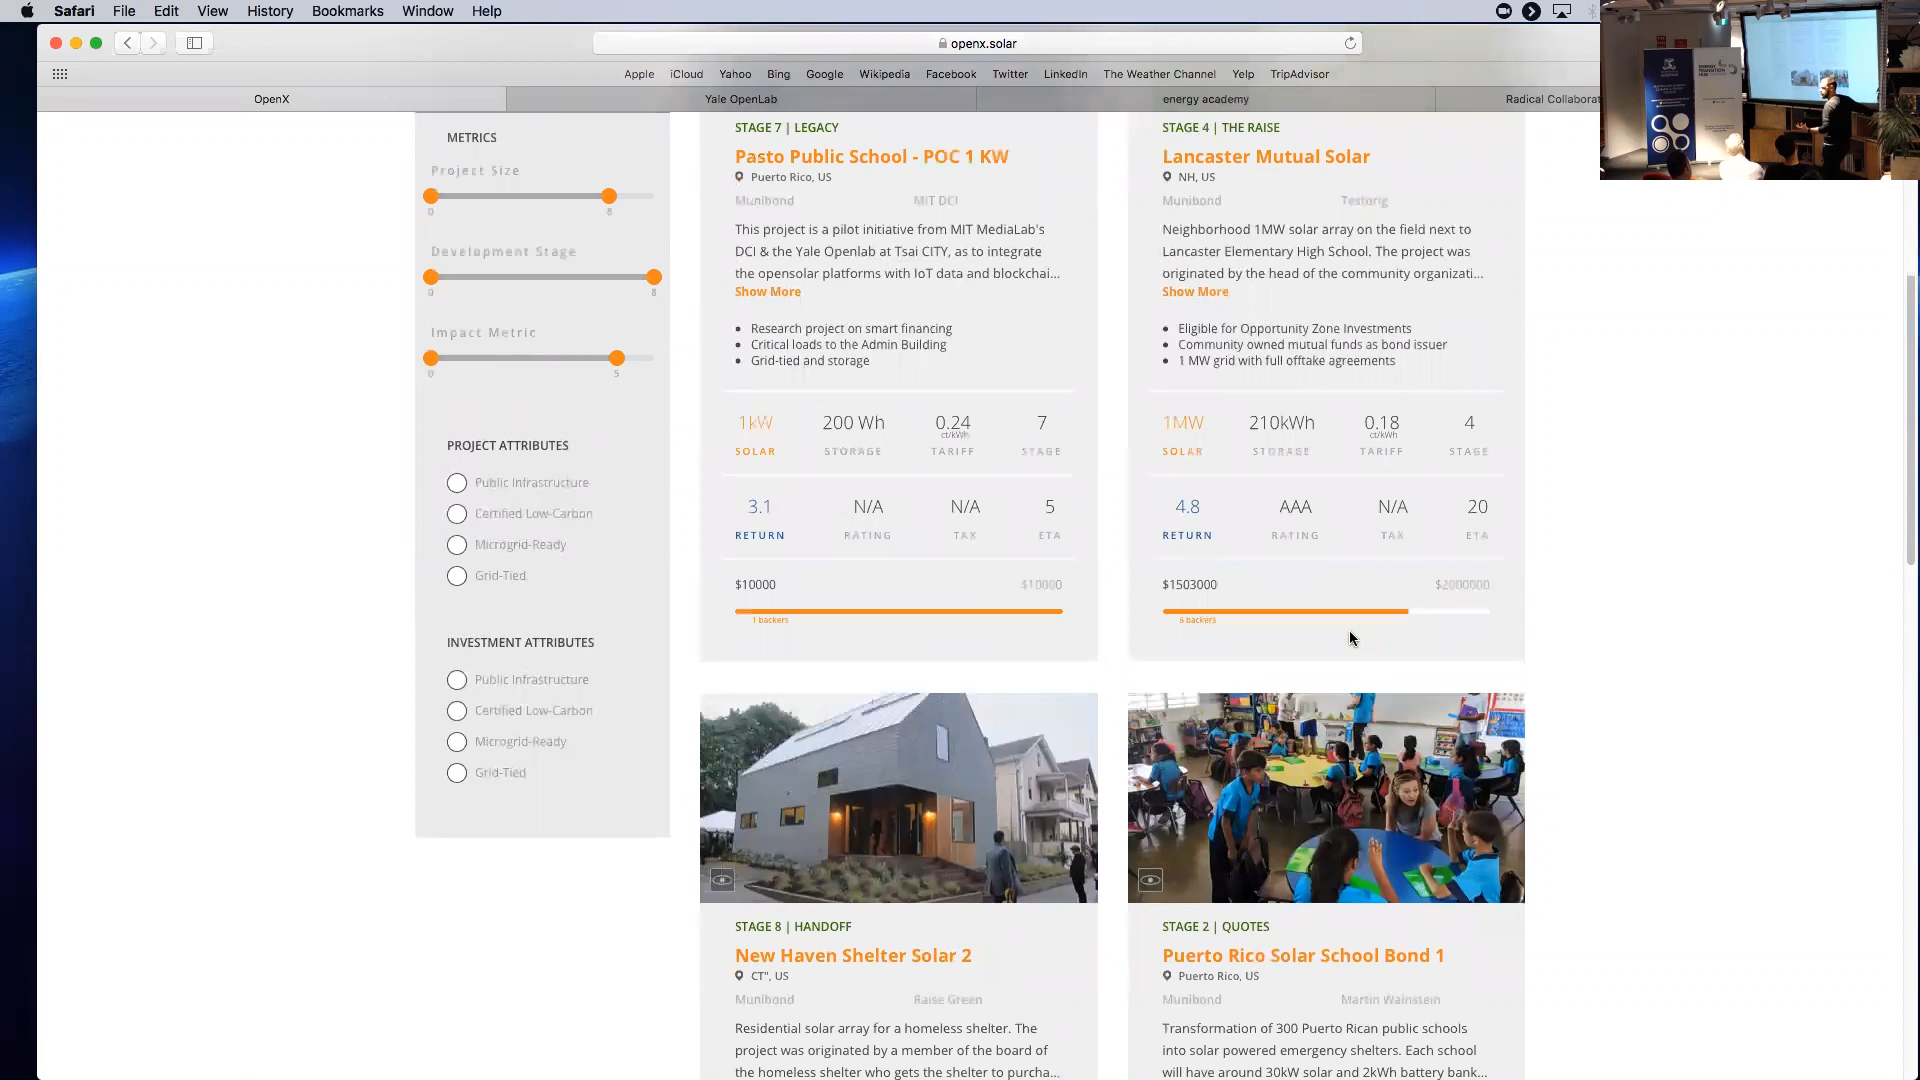 Safari File Edit View History Bookmarks Window Help
openx.solar
Apple iCloud Yahoo Bing Google Wikipedia Facebook Twitter LinkedIn The Weather Channel Yelp TripAdvisor
OpenX Yale OpenLab energy academy Radical Collaborat
METRICS
Project Size
0 8
Development Stage
0 8
Impact Metric
0 5
PROJECT ATTRIBUTES
Public Infrastructure
Certified Low-Carbon
Microgrid-Ready
Grid-Tied
INVESTMENT ATTRIBUTES
Public Infrastructure
Certified Low-Carbon
Microgrid-Ready
Grid-Tied
STAGE 7 | LEGACY
Pasto Public School - POC 1 KW
Puerto Rico, US
Munibond MIT DCI
This project is a pilot initiative from MIT MediaLab's
DCI & the Yale Openlab at Tsai CITY, as to integrate
the opensolar platforms with IoT data and blockchai...
Show More
Research project on smart financing
Critical loads to the Admin Building
Grid-tied and storage
1kW 200 Wh 0.24 7
ct/kWh
SOLAR STORAGE TARIFF STAGE
3.1 N/A N/A 5
RETURN RATING TAX ETA
$10000 $10000
1 backers
STAGE 4 | THE RAISE
Lancaster Mutual Solar
NH, US
Munibond Testorig
Neighborhood 1MW solar array on the field next to
Lancaster Elementary High School. The project was
originated by the head of the community organizati...
Show More
Eligible for Opportunity Zone Investments
Community owned mutual funds as bond issuer
1 MW grid with full offtake agreements
1MW 210kWh 0.18 4
ct/kWh
SOLAR STORAGE TARIFF STAGE
4.8 AAA N/A 20
RETURN RATING TAX ETA
$1503000 $2000000
6 backers
STAGE 8 | HANDOFF
New Haven Shelter Solar 2
CT", US
Munibond Raise Green
Residential solar array for a homeless shelter. The
project was originated by a member of the board of
the homeless shelter who gets the shelter to purcha...
STAGE 2 | QUOTES
Puerto Rico Solar School Bond 1
Puerto Rico, US
Munibond Martin Wainstein
Transformation of 300 Puerto Rican public schools
into solar powered emergency shelters. Each school
will have around 30kW solar and 2kWh battery bank...